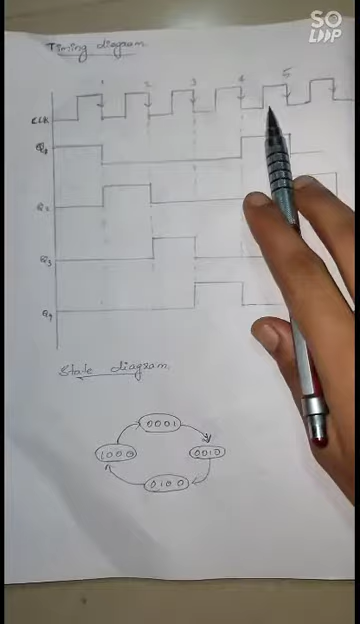 SO
LOOP
Timing diagram
1 2 3 4 5
CLK
Q1
Q2
Q3
Q4
State diagram
0001
1000 0010
0100